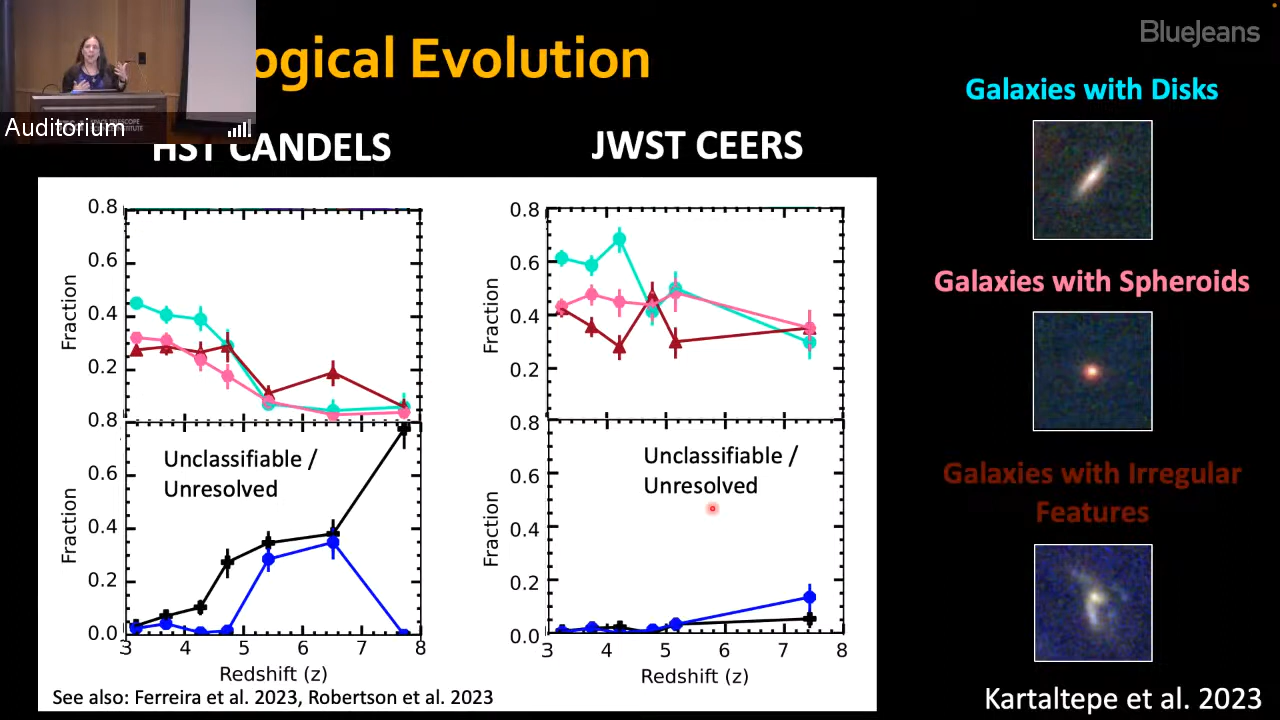 BlueJeans
ogical Evolution
Auditorium
HST CANDELS
JWST CEERS
Galaxies with Disks
Galaxies with Spheroids
Galaxies with Irregular
Features
0.8
0.6
0.4
0.2
Fraction
0.8
0.6
0.4
0.2
0.0
Fraction
Unclassifiable /
Unresolved
3 4 5 6 7 8
Redshift (z)
0.8
0.6
0.4
0.2
Fraction
0.8
0.6
0.4
0.2
0.0
Fraction
Unclassifiable /
Unresolved
3 4 5 6 7 8
Redshift (z)
See also: Ferreira et al. 2023, Robertson et al. 2023
Kartaltepe et al. 2023